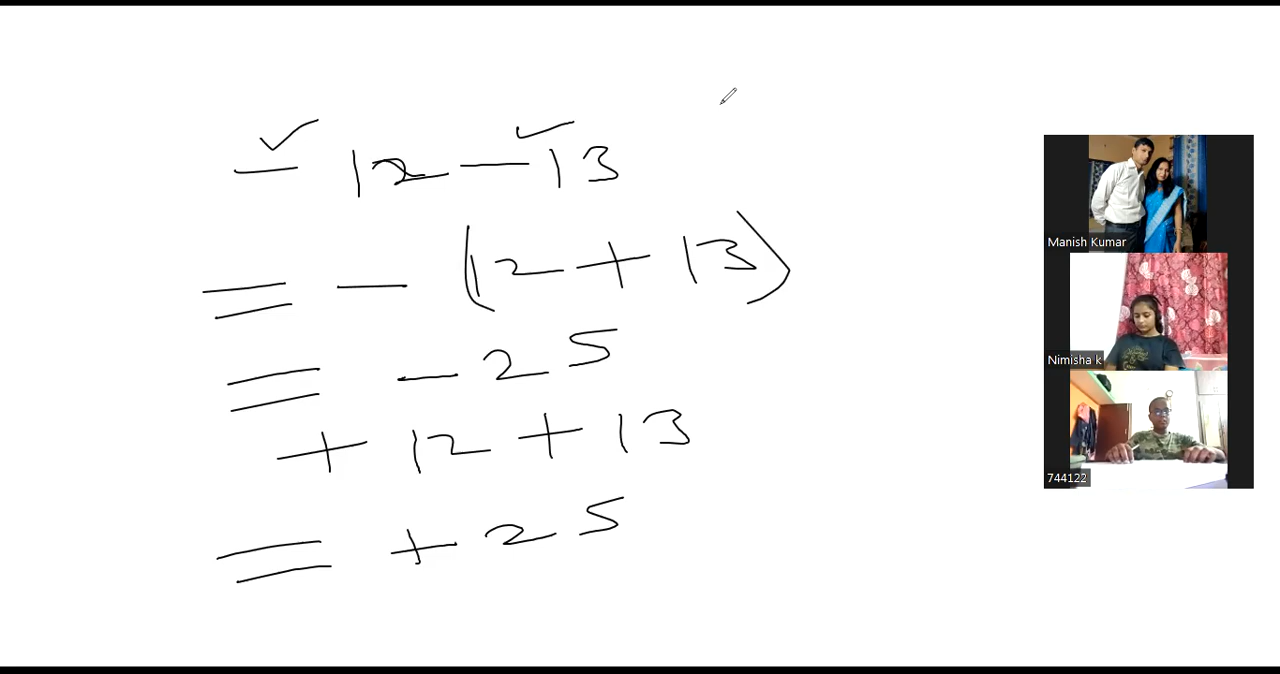 - 12 - 13
= - (12 + 13)
= - 25
+ 12 + 13
= + 25
Manish Kumar
Nimisha k
744122